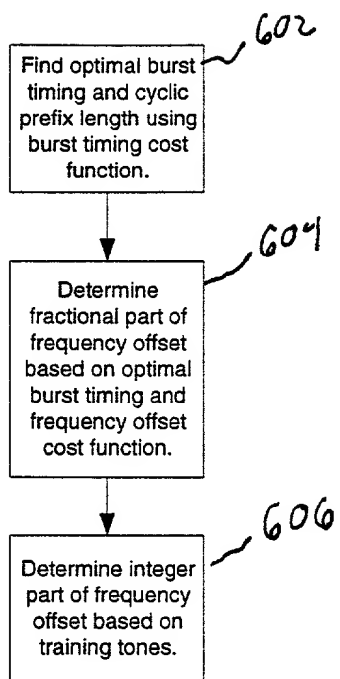 602
Find optimal burst
timing and cyclic
prefix length using
burst timing cost
function.
604
Determine
fractional part of
frequency offset
based on optimal
burst timing and
frequency offset
cost function.
606
Determine integer
part of frequency
offset based on
training tones.